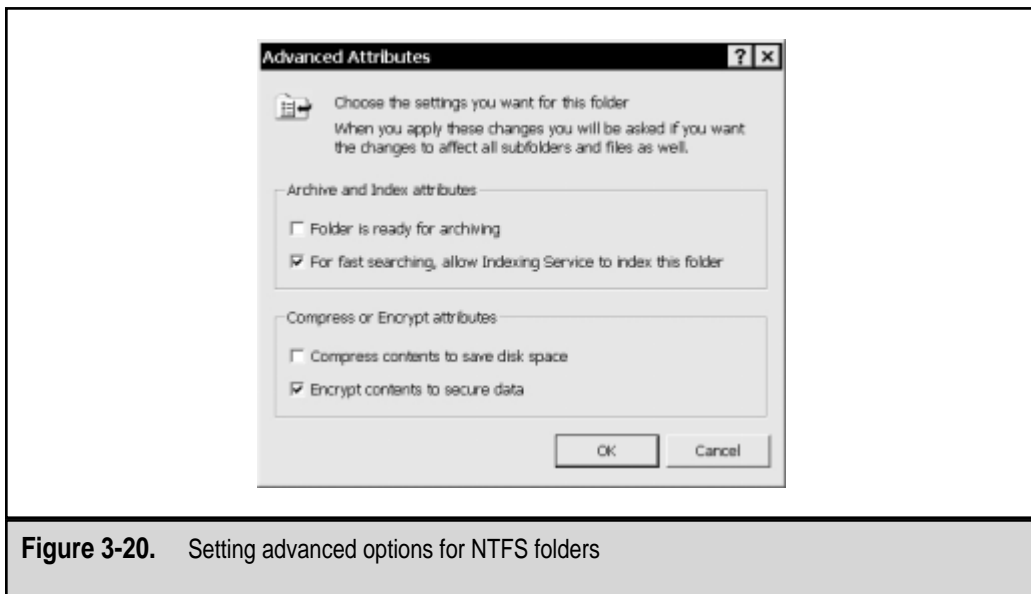 Advanced Attributes
Choose the settings you want for this folder
When you apply these changes you will be asked if you want
the changes to affect all subfolders and files as well.
Archive and Index attributes
Folder is ready for archiving
For fast searching, allow Indexing Service to index this folder
Compress or Encrypt attributes
Compress contents to save disk space
Encrypt contents to secure data
OK
Cancel
Figure 3-20. Setting advanced options for NTFS folders